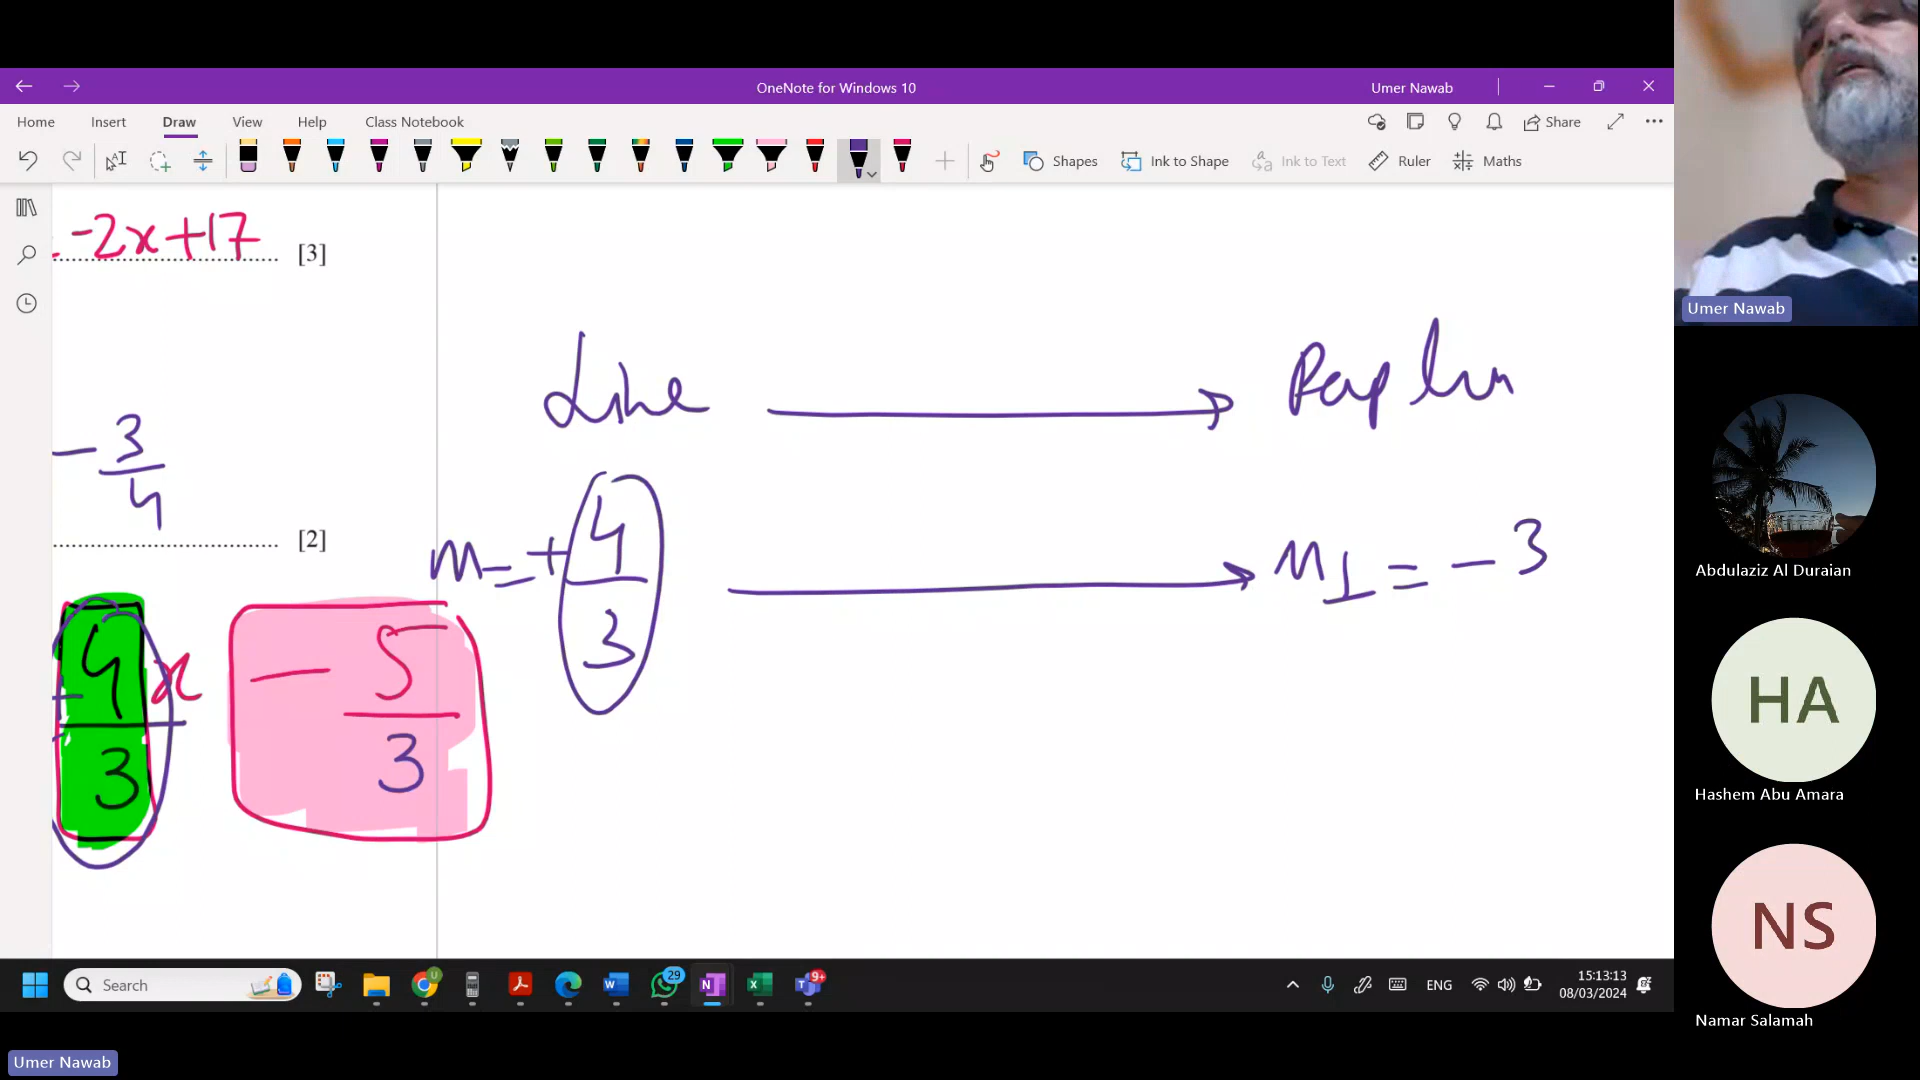 OneNote for Windows 10
Umer Nawab
Home Insert Draw View Help Class Notebook
Share
Shapes Ink to Shape Ink to Text Ruler Maths
-2x+17
[3]
Line
- 3/4
[2]
m = + 4/3
m⊥ = - 3
4/3 x - 5/3
Umer Nawab
Abdulaziz Al Duraian
HA
Hashem Abu Amara
NS
Namar Salamah
Search
29
9+
ENG
15:13:13
08/03/2024
Umer Nawab